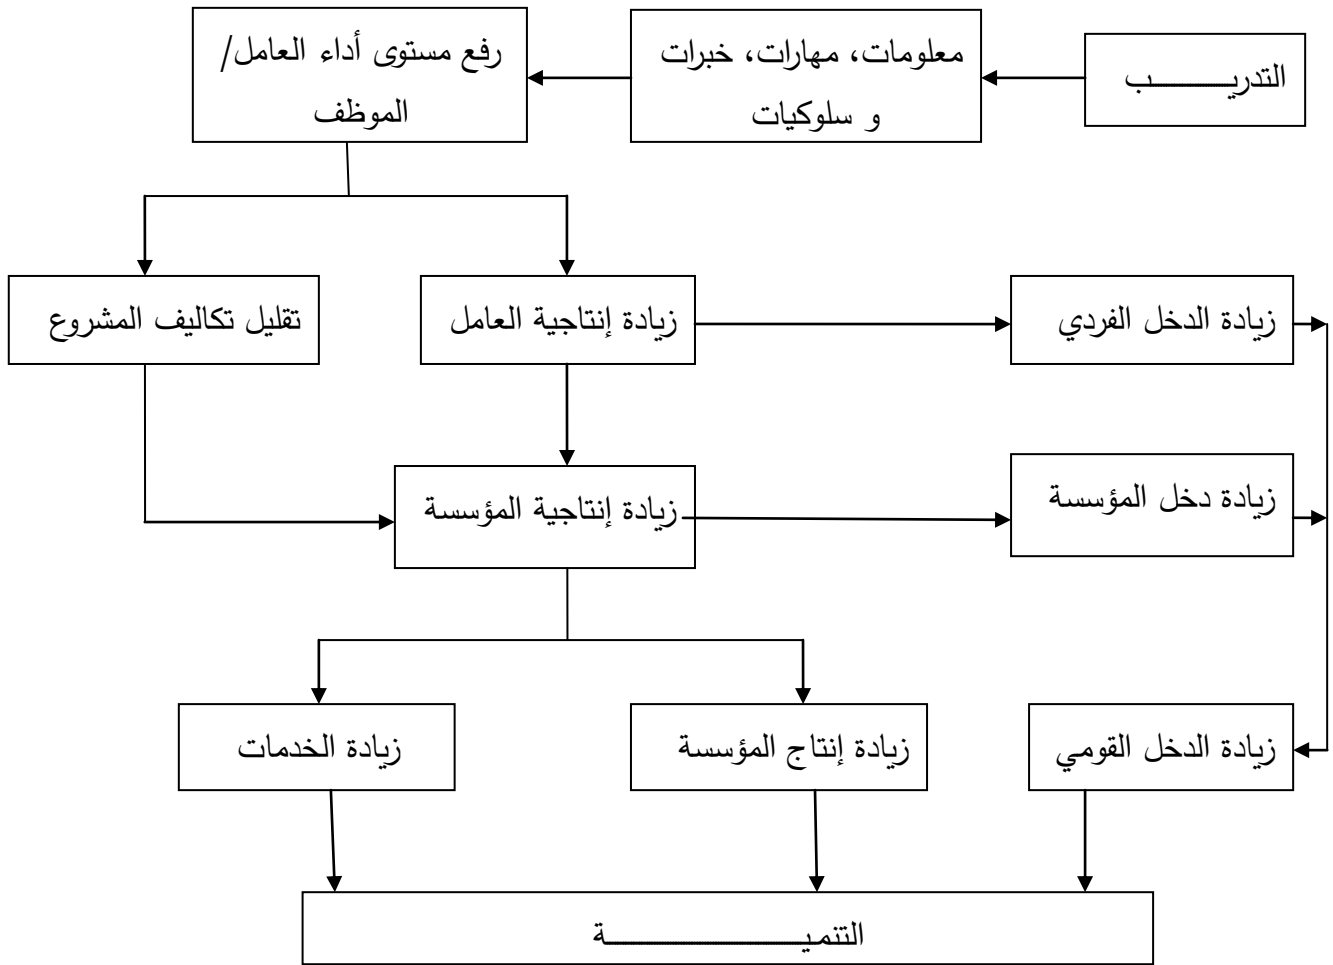 التدريـــــــب
معلومات، مهارات، خبرات
و سلوكيات
رفع مستوى أداء العامل/
الموظف
زيادة الدخل الفردي
زيادة إنتاجية العامل
تقليل تكاليف المشروع
زيادة دخل المؤسسة
زيادة إنتاجية المؤسسة
زيادة الدخل القومي
زيادة إنتاج المؤسسة
زيادة الخدمات
التنميـــــــــــــــــــــة